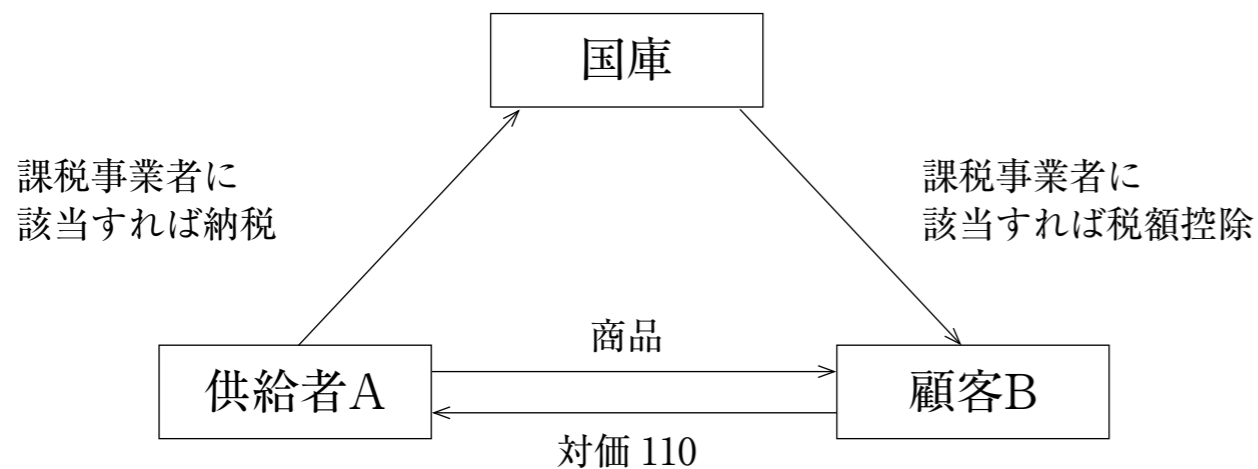 国庫
課税事業者に
該当すれば納税
課税事業者に
該当すれば税額控除
商品
供給者A
顧客B
対価 110